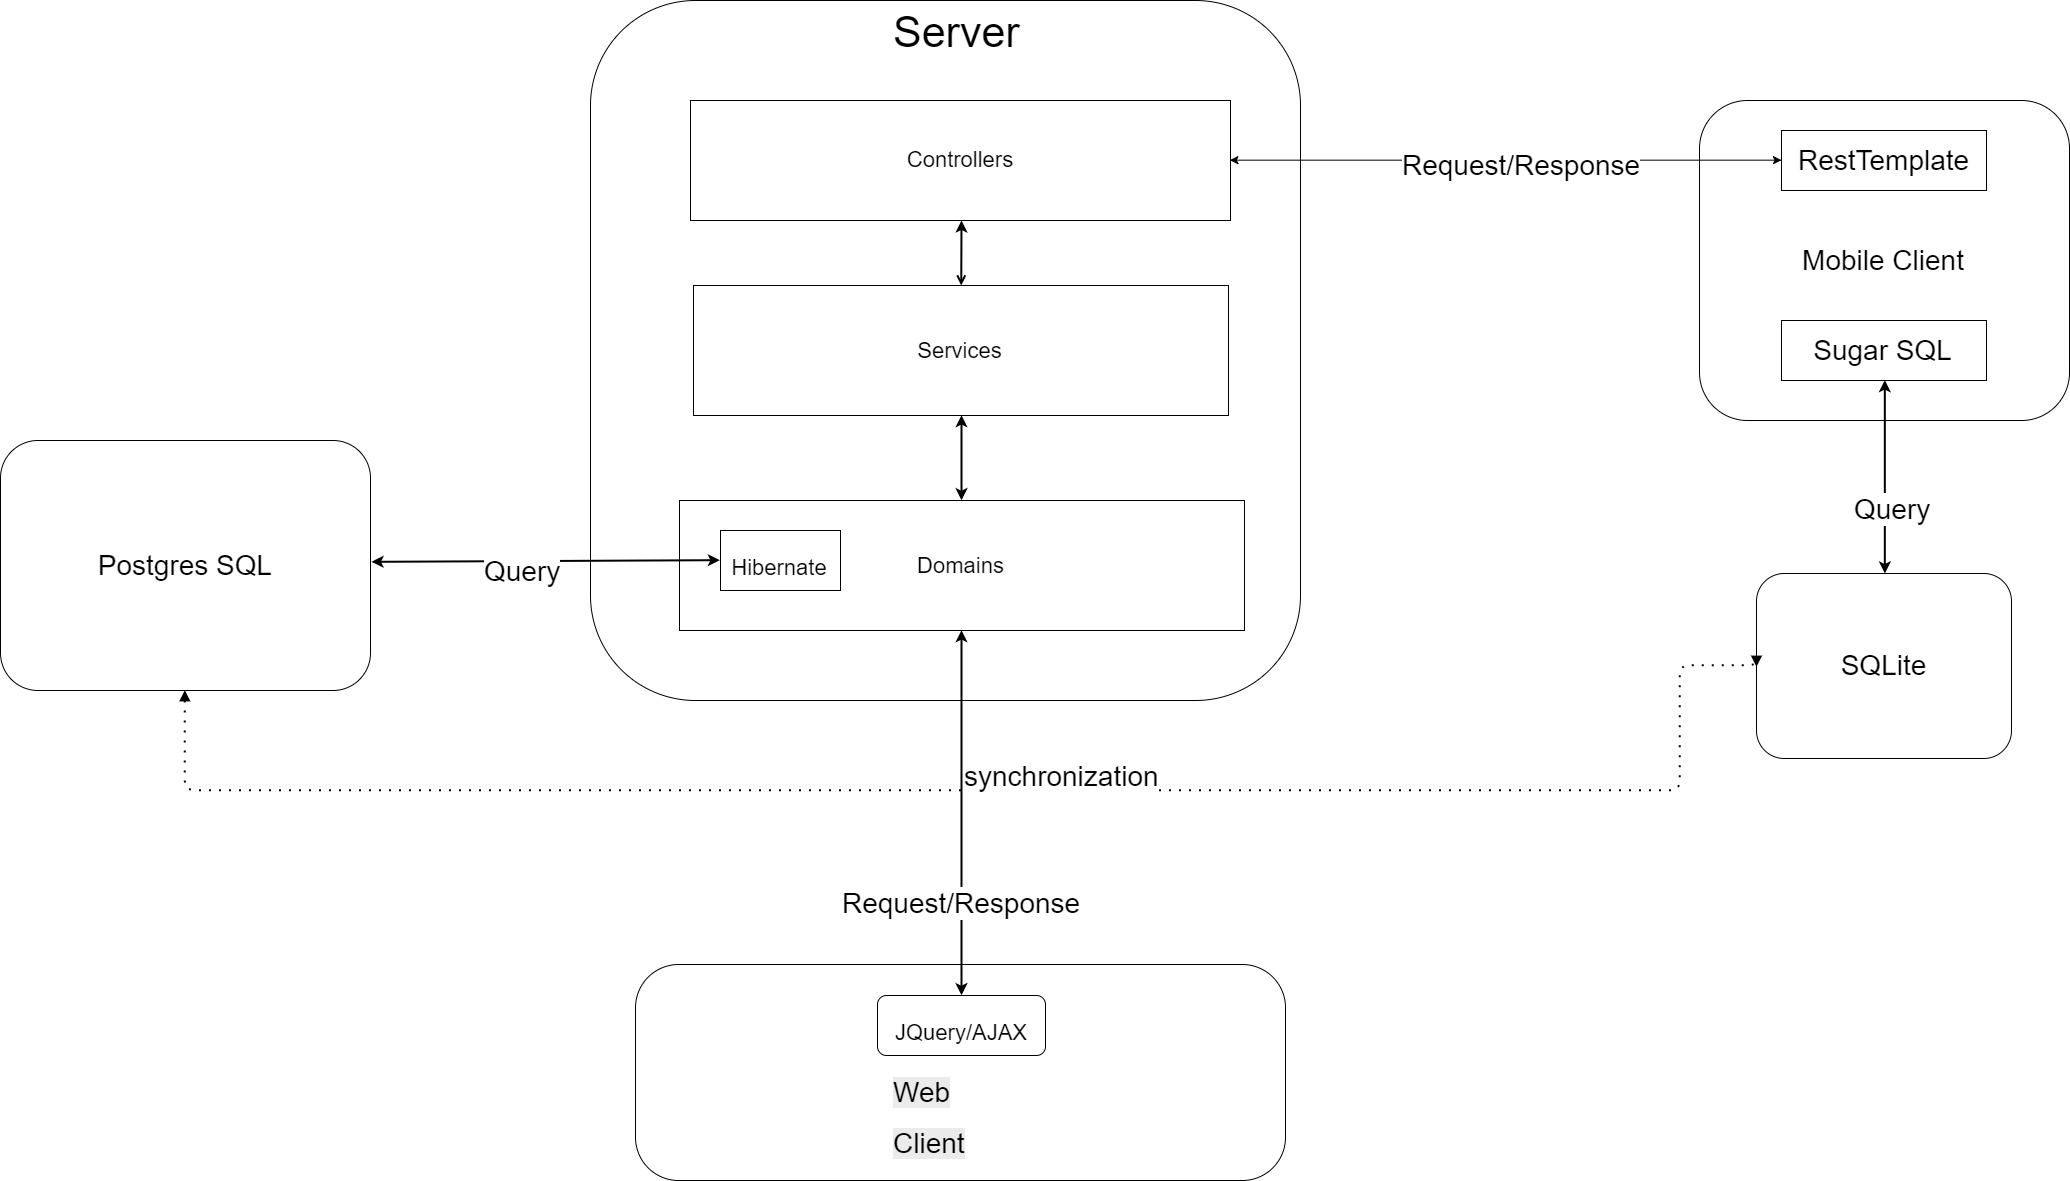 Server
Controllers
Request/Response
RestTemplate
Mobile Client
Services
Sugar SQL
Query
Postgres SQL
Query
Hibernate
Domains
SQLite
synchronization
Request/Response
JQuery/AJAX
Web
Client